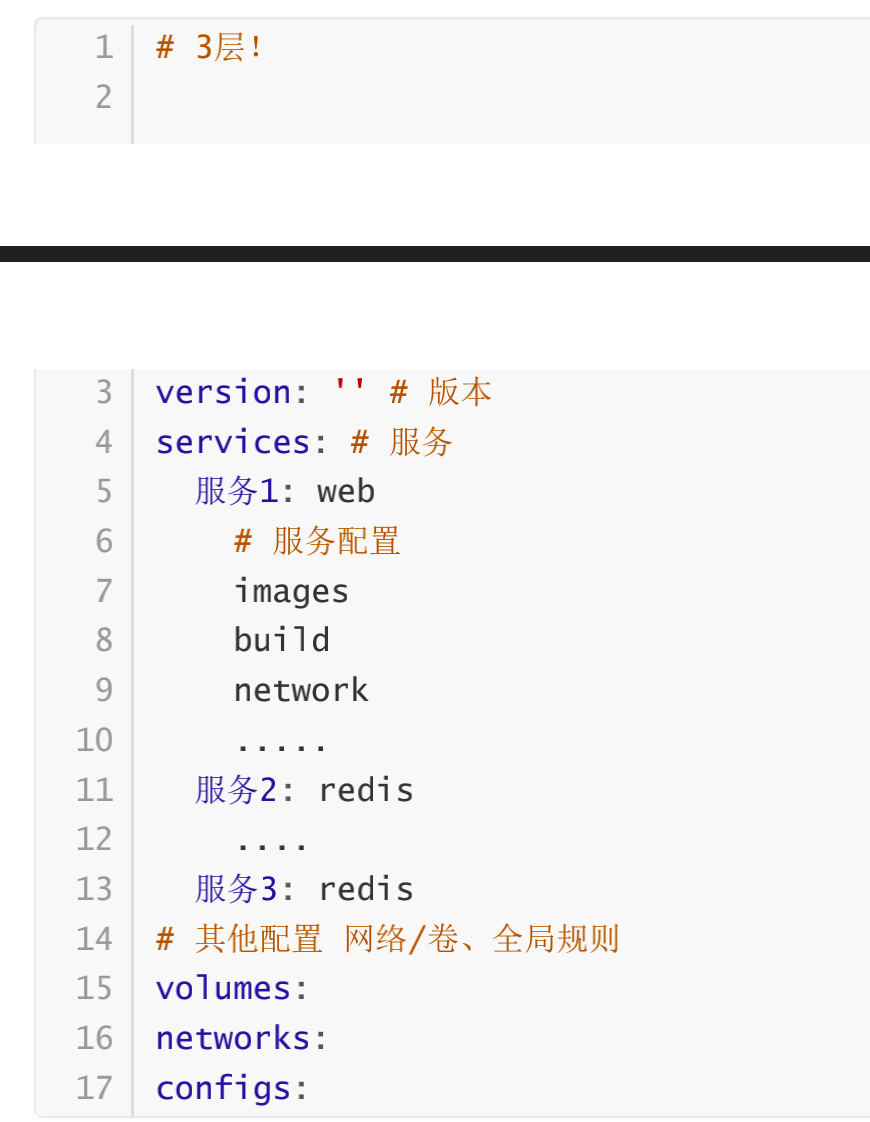 1 # 3层!
2
3 version: '' # 版本
4 services: # 服务
5   服务1: web
6     # 服务配置
7     images
8     build
9     network
10     .....
11   服务2: redis
12     ....
13   服务3: redis
14 # 其他配置 网络/卷、全局规则
15 volumes:
16 networks:
17 configs: